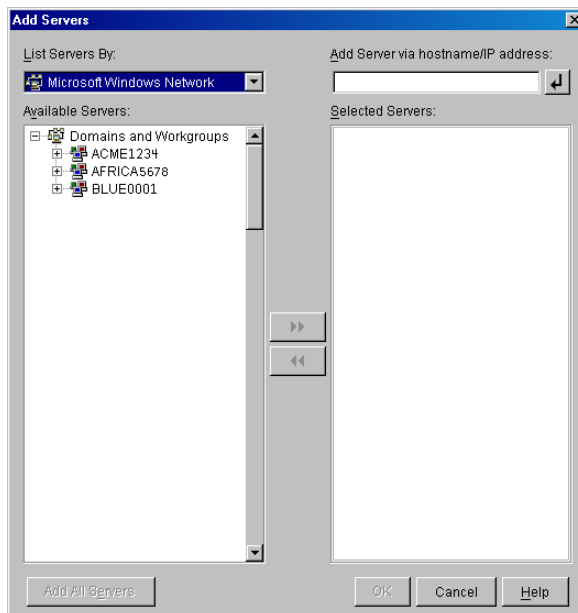 Add Servers
List Servers By:
Add Server via hostname/IP address:
Microsoft Windows Network
Available Servers:
Selected Servers:
Domains and Workgroups
ACME1234
AFRICA5678
BLUE0001
Add All Servers
OK
Cancel
Help